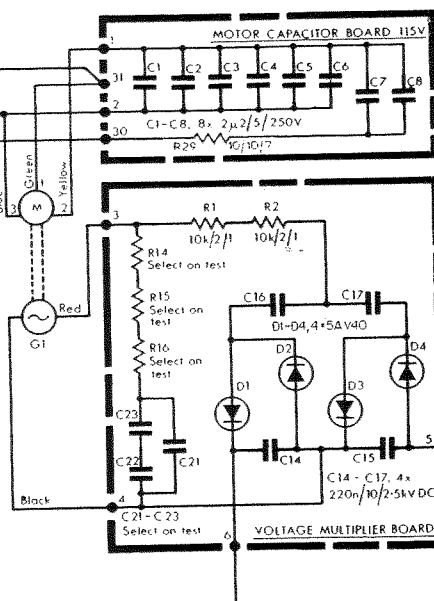 MOTOR CAPACITOR BOARD 115V
1
31
2
30
C1 C2 C3 C4 C5 C6 C7 C8
C1-C8, 8x 2µ2/5/250V
R29 10/10/7
Green
Yellow
1
3 M 2
3
R1 R2
10k/2/1 10k/2/1
R14
Select on test
R15
Select on
test
R16
Select on
test
Red
G1
C16 C17
D1-D4, 4×5AV40
D2 D4
D1 D3
C23
C22 C21
C14 C15
5
C14 - C17, 4x
220n/10/2·5kV DC
Black
4
C21-C23
Select on test
6
VOLTAGE MULTIPLIER BOARD